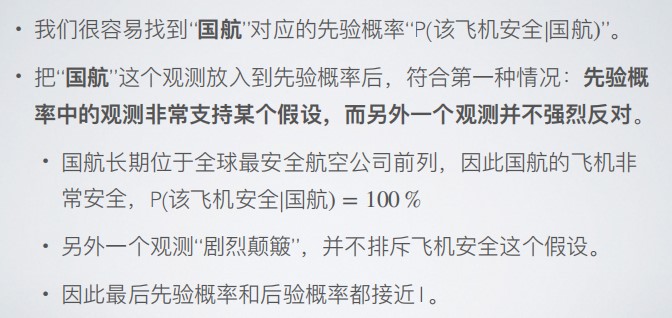 • 我们很容易找到“国航”对应的先验概率“P(该飞机安全|国航)”。
• 把“国航”这个观测放入到先验概率后，符合第一种情况：先验概
率中的观测非常支持某个假设，而另外一个观测并不强烈反对。
• 国航长期位于全球最安全航空公司前列，因此国航的飞机非
常安全，P(该飞机安全|国航) = 100 %
• 另外一个观测“剧烈颠簸”，并不排斥飞机安全这个假设。
• 因此最后先验概率和后验概率都接近1。